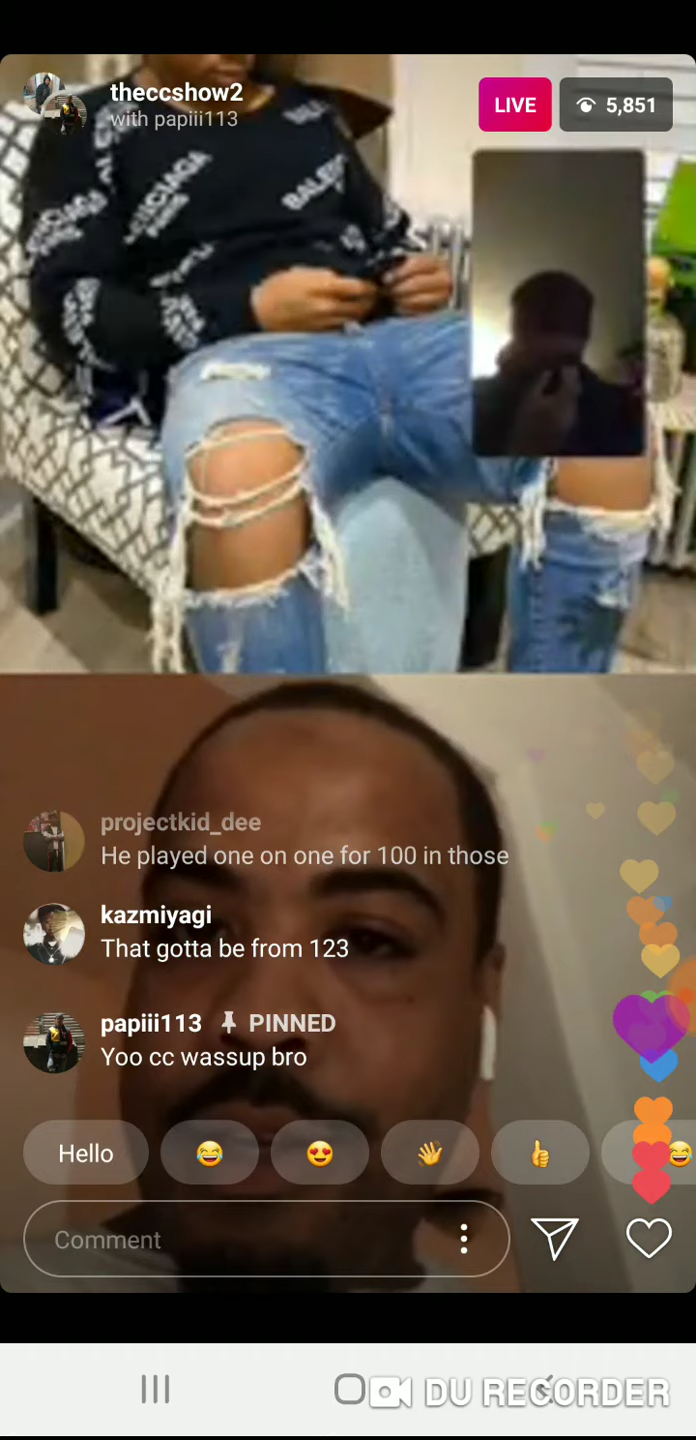 theccshow2
with papiii113
LIVE
5,851
BALE
projectkid_dee
He played one on one for 100 in those
kazmiyagi
That gotta be from 123
papiii113 PINNED
Yoo cc wassup bro
Hello
Comment
DU RECORDER